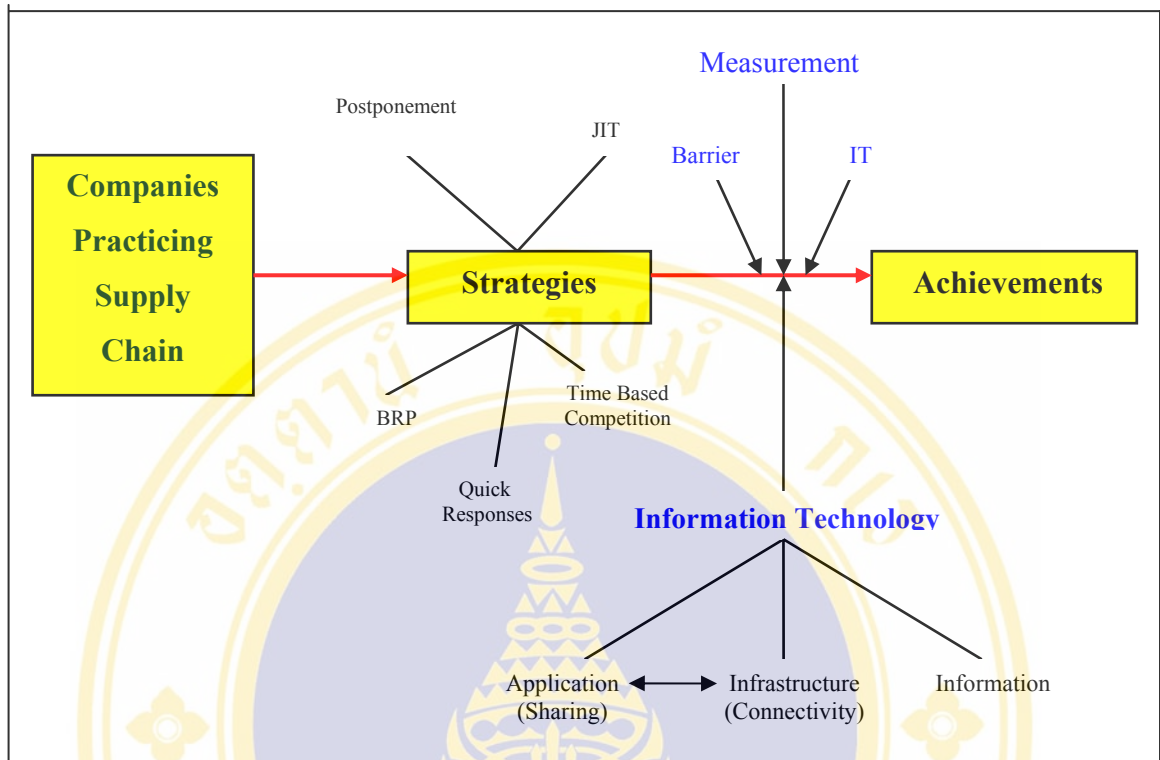 Measurement
Postponement
JIT
Barrier
IT
Companies
Practicing
Supply
Chain
Strategies
Achievements
BRP
Time Based
Competition
Quick
Responses
Information Technology
Application
(Sharing)
Infrastructure
(Connectivity)
Information